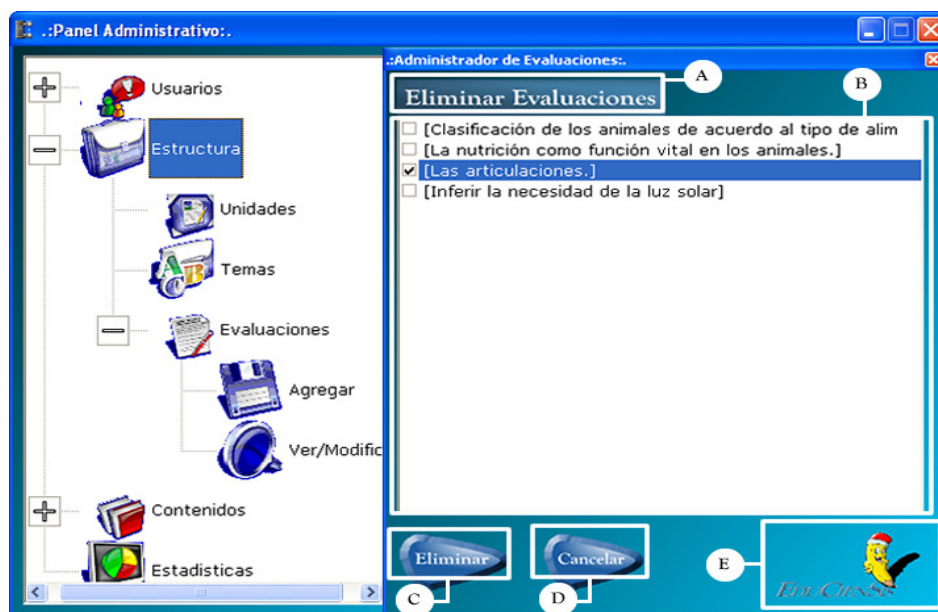 .:Panel Administrativo:.
Usuarios
Estructura
Unidades
Temas
Evaluaciones
Agregar
Ver/Modific
Contenidos
Estadisticas
.:Administrador de Evaluaciones:.
A
B
Eliminar Evaluaciones
[Clasificación de los animales de acuerdo al tipo de alim
[La nutrición como función vital en los animales.]
[Las articulaciones.]
[Inferir la necesidad de la luz solar]
Eliminar
Cancelar
E
EduCienSis
C
D